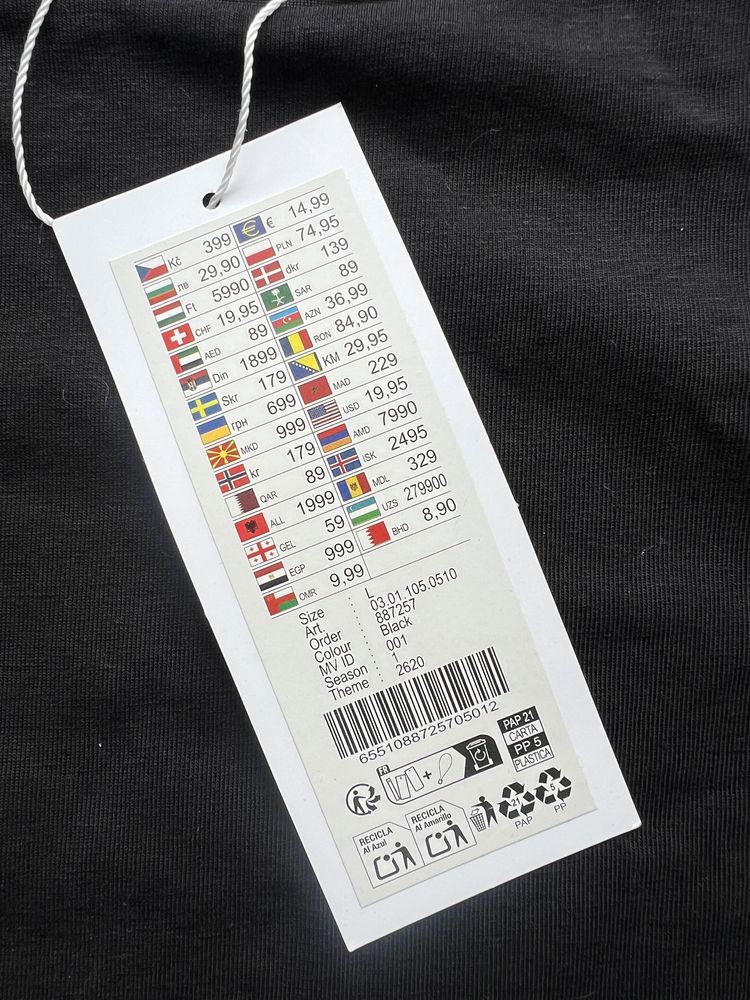 Kč 399 € 14,99
лв 29,90 PLN 74,95
Ft 5990 dkr 139
CHF 19,95 SAR 89
AED 89 AZN 36,99
Din 1899 RON 84,90
Skr 179 KM 29,95
грн 699 MAD 229
MKD 999 USD 19,95
kr 179 AMD 7990
QAR 89 ISK 2495
ALL 1999 MDL 329
GEL 59 UZS 279900
EGP 999 BHD 8,90
OMR 9,99
Size : L
Art. : 03.01.105.0510
Order : 887257
Colour : Black
MV ID : 001
Season : 1
Theme : 2620
6551088725705012
FR
+
PAP 21
CARTA
PP 5
PLASTICA
RECICLA
Al Azul
RECICLA
Al Amarillo
21
PAP
5
PP